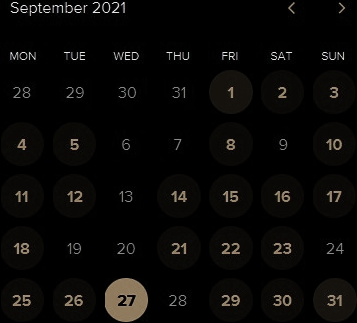 September 2021
MON TUE WED THU FRI SAT SUN
28 29 30 31 1 2 3
4 5 6 7 8 9 10
11 12 13 14 15 16 17
18 19 20 21 22 23 24
25 26 27 28 29 30 31